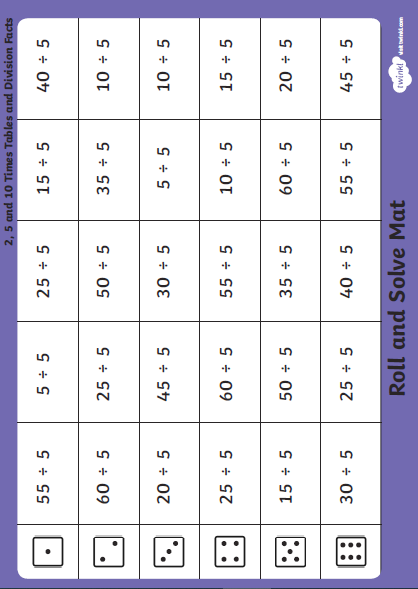 2, 5 and 10 Times Tables and Division Facts
55 ÷ 5 5 ÷ 5 25 ÷ 5 15 ÷ 5 40 ÷ 5
60 ÷ 5 25 ÷ 5 50 ÷ 5 35 ÷ 5 10 ÷ 5
20 ÷ 5 45 ÷ 5 30 ÷ 5 5 ÷ 5 10 ÷ 5
25 ÷ 5 60 ÷ 5 55 ÷ 5 10 ÷ 5 15 ÷ 5
15 ÷ 5 50 ÷ 5 35 ÷ 5 60 ÷ 5 20 ÷ 5
30 ÷ 5 25 ÷ 5 40 ÷ 5 55 ÷ 5 45 ÷ 5
Roll and Solve Mat
twinkl visit twinkl.com